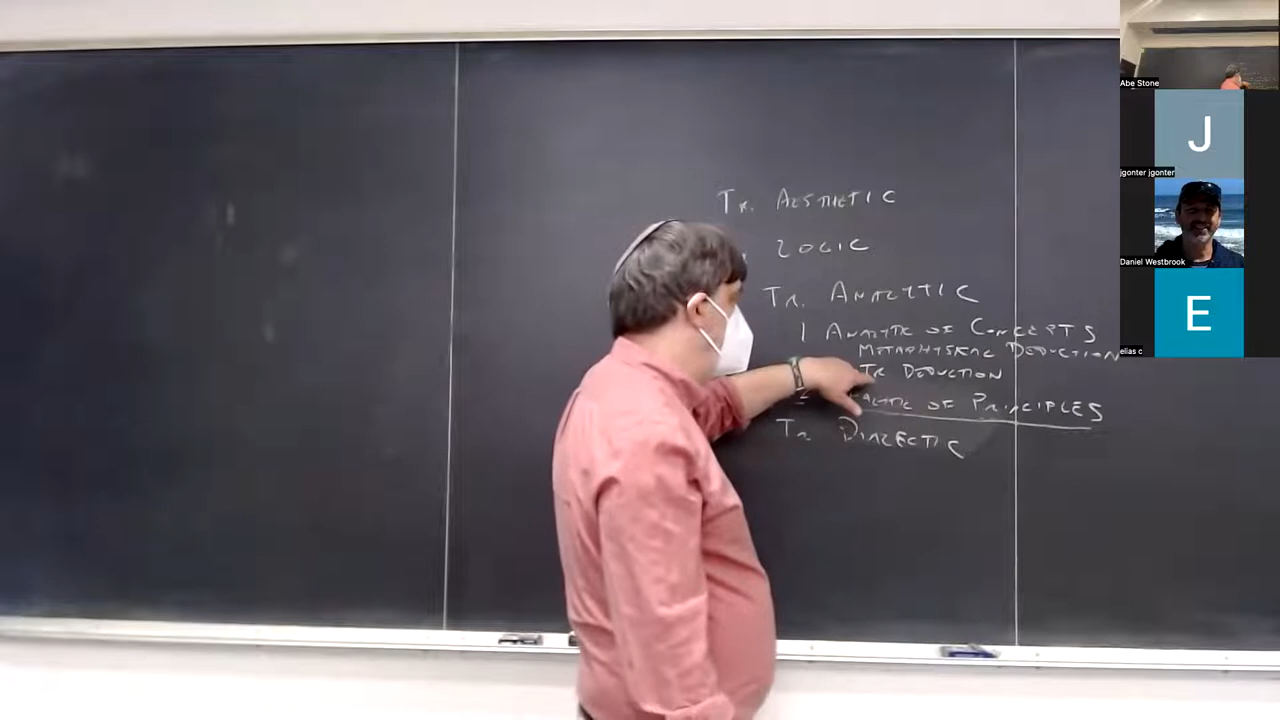 Tr. AESTHETIC
LOGIC
Tr. ANALYTIC
1 ANALYTIC OF CONCEPTS
METAPHYSICAL DEDUCTION
Tr DEDUCTION
OF PRINCIPLES
Tr DIALECTIC
Abe Stone
J
jgonter jgonter
Daniel Westbrook
E
elias c